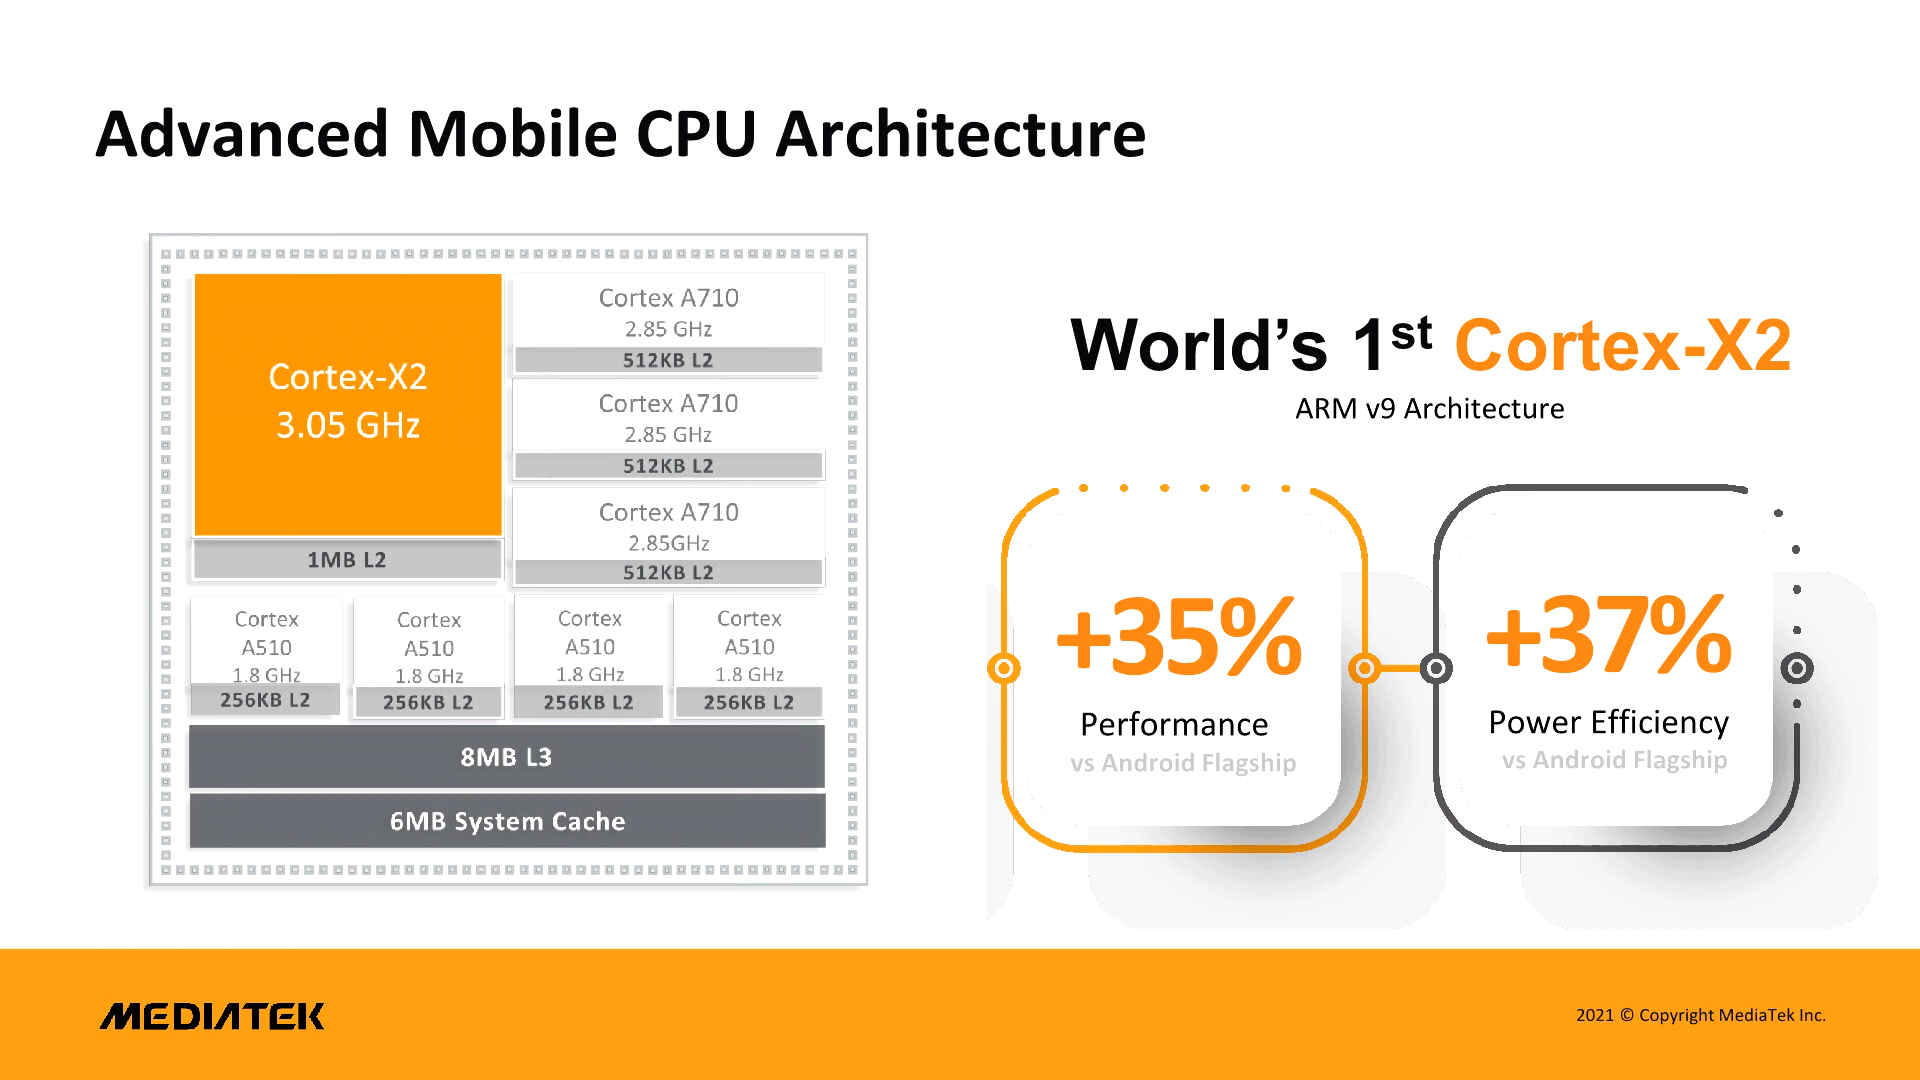 Advanced Mobile CPU Architecture
Cortex-X2
3.05 GHz
1MB L2
Cortex A710
2.85 GHz
512KB L2
Cortex A710
2.85 GHz
512KB L2
Cortex A710
2.85GHz
512KB L2
Cortex
A510
1.8 GHz
256KB L2
Cortex
A510
1.8 GHz
256KB L2
Cortex
A510
1.8 GHz
256KB L2
Cortex
A510
1.8 GHz
256KB L2
8MB L3
6MB System Cache
World's 1st Cortex-X2
ARM v9 Architecture
+35%
Performance
vs Android Flagship
+37%
Power Efficiency
vs Android Flagship
MEDIATEK
2021 © Copyright MediaTek Inc.